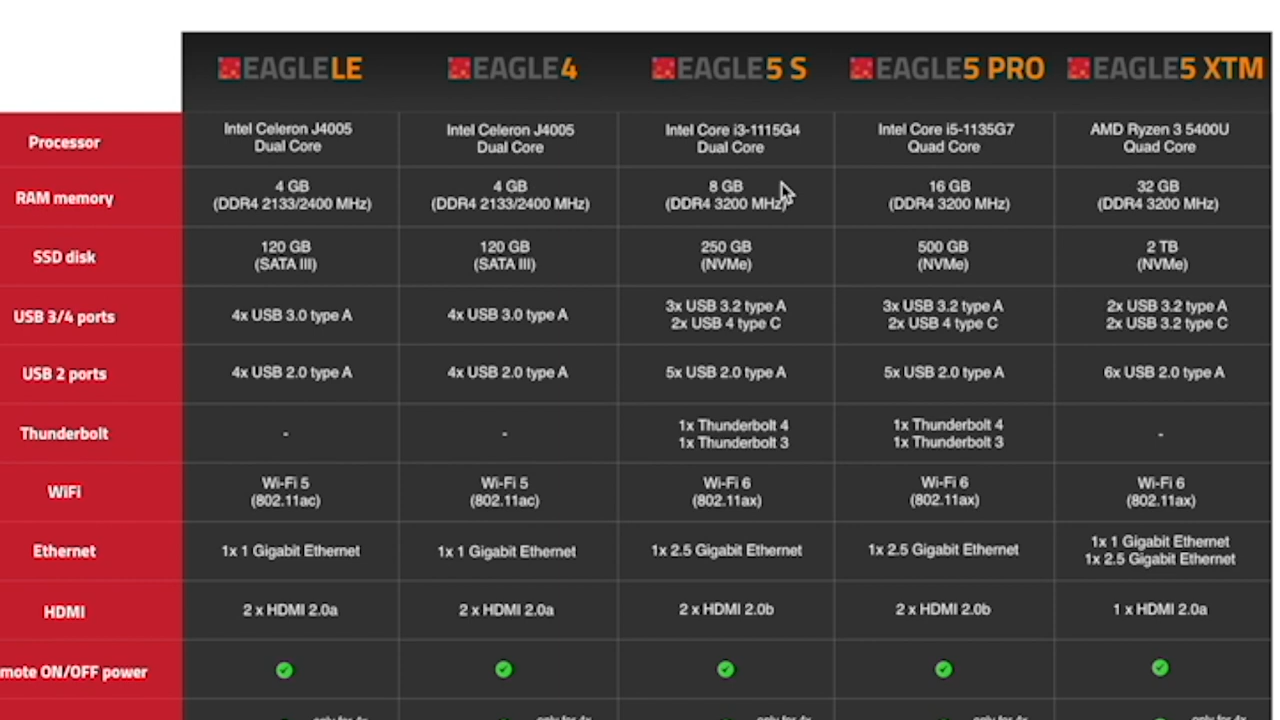 EAGLELE EAGLE4 EAGLE5 S EAGLE5 PRO EAGLE5 XTM
Processor
Intel Celeron J4005
Dual Core
Intel Celeron J4005
Dual Core
Intel Core i3-1115G4
Dual Core
Intel Core i5-1135G7
Quad Core
AMD Ryzen 3 5400U
Quad Core
RAM memory
4 GB
(DDR4 2133/2400 MHz)
4 GB
(DDR4 2133/2400 MHz)
8 GB
(DDR4 3200 MHz)
16 GB
(DDR4 3200 MHz)
32 GB
(DDR4 3200 MHz)
SSD disk
120 GB
(SATA III)
120 GB
(SATA III)
250 GB
(NVMe)
500 GB
(NVMe)
2 TB
(NVMe)
USB 3/4 ports
4x USB 3.0 type A
4x USB 3.0 type A
3x USB 3.2 type A
2x USB 4 type C
3x USB 3.2 type A
2x USB 4 type C
2x USB 3.2 type A
2x USB 3.2 type C
USB 2 ports
4x USB 2.0 type A
4x USB 2.0 type A
5x USB 2.0 type A
5x USB 2.0 type A
6x USB 2.0 type A
Thunderbolt
-
-
1x Thunderbolt 4
1x Thunderbolt 3
1x Thunderbolt 4
1x Thunderbolt 3
-
WiFi
Wi-Fi 5
(802.11ac)
Wi-Fi 5
(802.11ac)
Wi-Fi 6
(802.11ax)
Wi-Fi 6
(802.11ax)
Wi-Fi 6
(802.11ax)
Ethernet
1x 1 Gigabit Ethernet
1x 1 Gigabit Ethernet
1x 2.5 Gigabit Ethernet
1x 2.5 Gigabit Ethernet
1x 1 Gigabit Ethernet
1x 2.5 Gigabit Ethernet
HDMI
2 x HDMI 2.0a
2 x HDMI 2.0a
2 x HDMI 2.0b
2 x HDMI 2.0b
1 x HDMI 2.0a
mote ON/OFF power